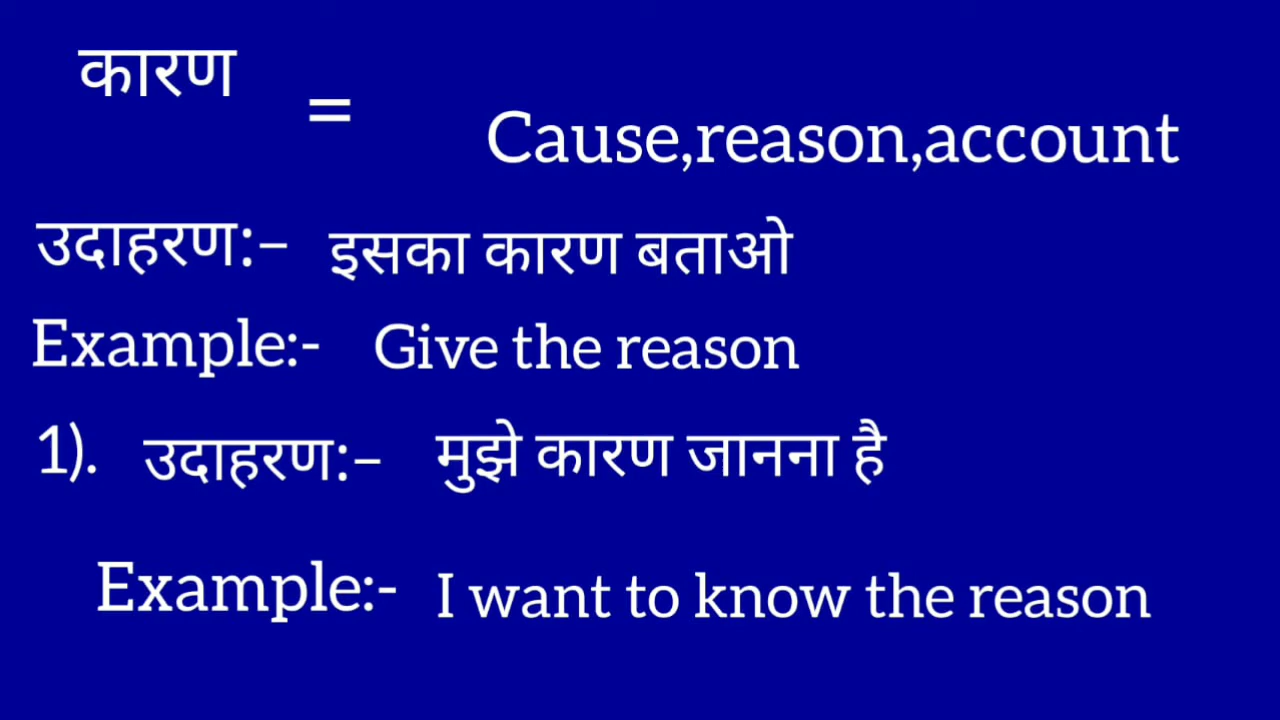 कारण = Cause,reason,account
उदाहरण:– इसका कारण बताओ
Example:- Give the reason
1). उदाहरण:– मुझे कारण जानना है
Example:- I want to know the reason